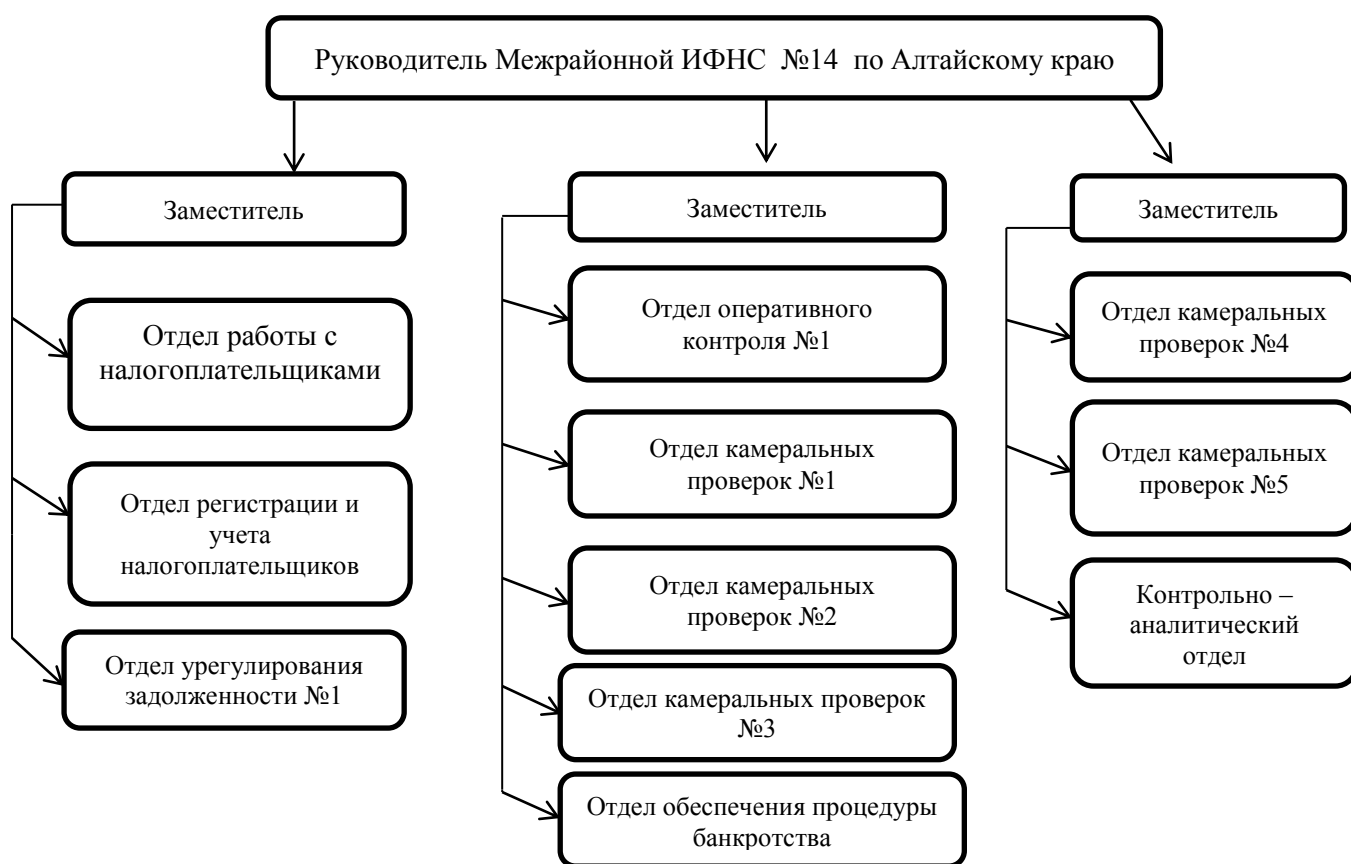 Руководитель Межрайонной ИФНС №14 по Алтайскому краю
Заместитель
Отдел работы с
налогоплательщиками
Отдел регистрации и
учета
налогоплательщиков
Отдел урегулирования
задолженности №1
Заместитель
Отдел оперативного
контроля №1
Отдел камеральных
проверок №1
Отдел камеральных
проверок №2
Отдел камеральных проверок
№3
Отдел обеспечения процедуры
банкротства
Заместитель
Отдел камеральных
проверок №4
Отдел камеральных
проверок №5
Контрольно –
аналитический
отдел